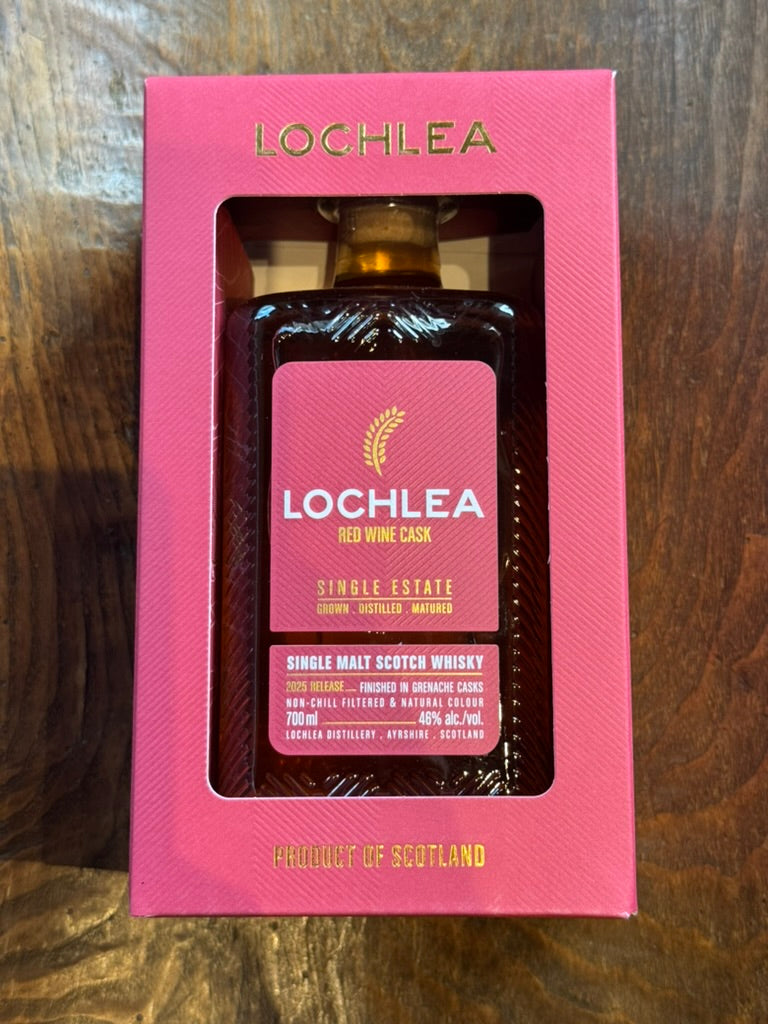 LOCHLEA
LOCHLEA
RED WINE CASK
SINGLE ESTATE
GROWN . DISTILLED . MATURED
SINGLE MALT SCOTCH WHISKY
2025 RELEASE FINISHED IN GRENACHE CASKS
NON-CHILL FILTERED & NATURAL COLOUR
700ml 46% alc./vol.
LOCHLEA DISTILLERY . AYRSHIRE . SCOTLAND
PRODUCT OF SCOTLAND